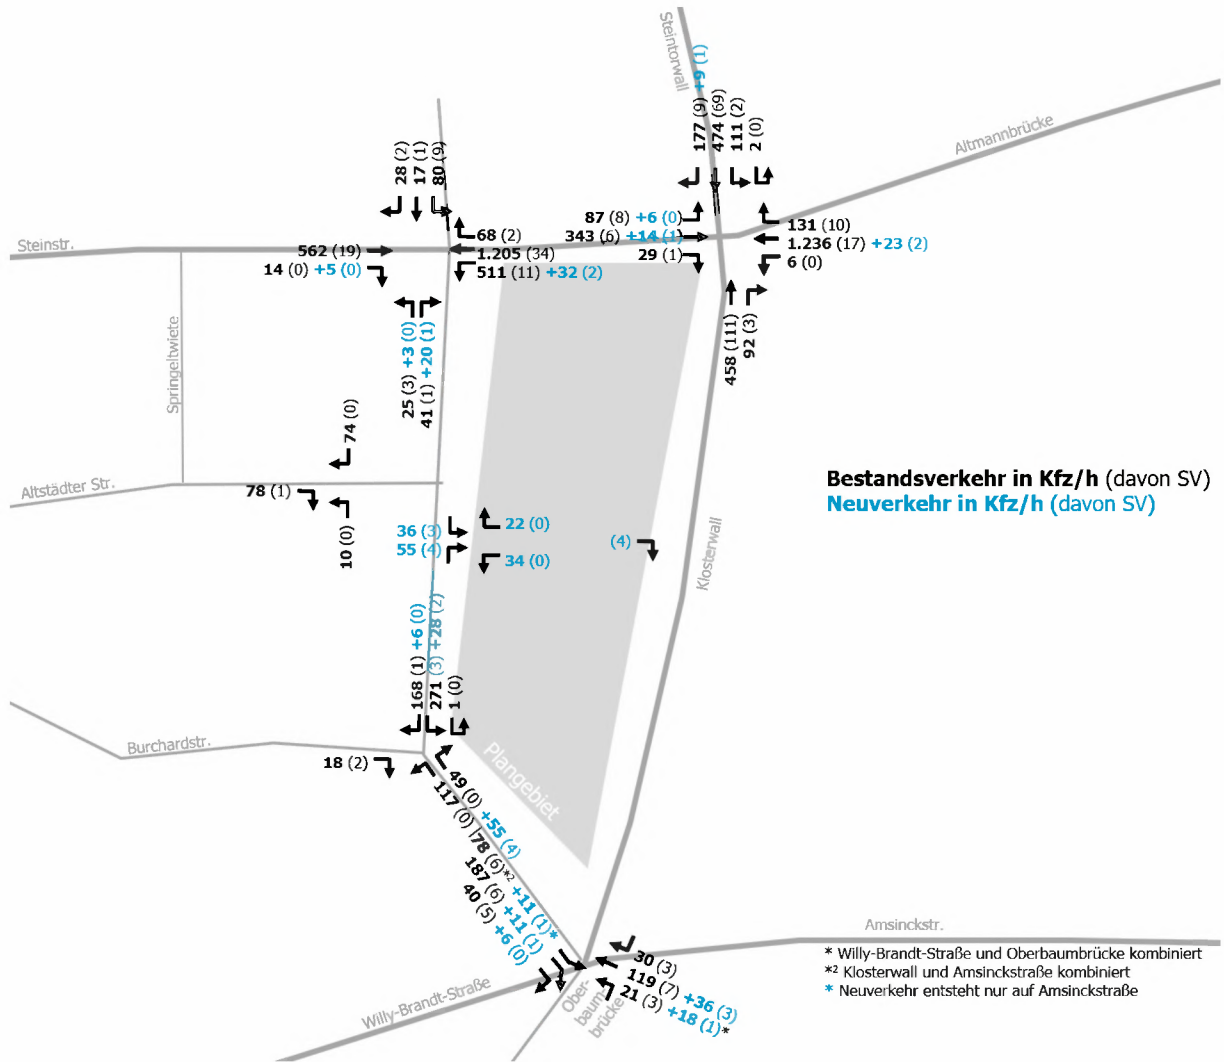 Steintorwall
177 (9) +9 (1)
474 (69)
111 (2)
2 (0)
Altmannbrücke
28 (2)
17 (1)
80 (9)
87 (8) +6 (0)
343 (6) +14 (1)
29 (1)
131 (10)
1.236 (17) +23 (2)
6 (0)
Steinstr.
562 (19)
14 (0) +5 (0)
68 (2)
1.205 (34)
511 (11) +32 (2)
25 (3) +3 (0)
41 (1) +20 (1)
458 (111)
92 (3)
Springeltwiete
74 (0)
Altstädter Str.
78 (1)
10 (0)
Bestandsverkehr in Kfz/h (davon SV)
Neuverkehr in Kfz/h (davon SV)
36 (3)
55 (4)
22 (0)
34 (0)
(4)
Klosterwall
168 (1) +6 (0)
271 (3) +28 (2)
1 (0)
Burchardstr.
18 (2)
Plangebiet
49 (0) +55 (4)
117 (0)
78 (6)*² +11 (1)*
187 (6) +11 (1)
40 (5) +6 (0)
Amsinckstr.
30 (3)
119 (7) +36 (3)
21 (3) +18 (1)*
Willy-Brandt-Straße
Ober-
baum-
brücke
* Willy-Brandt-Straße und Oberbaumbrücke kombiniert
*² Klosterwall und Amsinckstraße kombiniert
* Neuverkehr entsteht nur auf Amsinckstraße